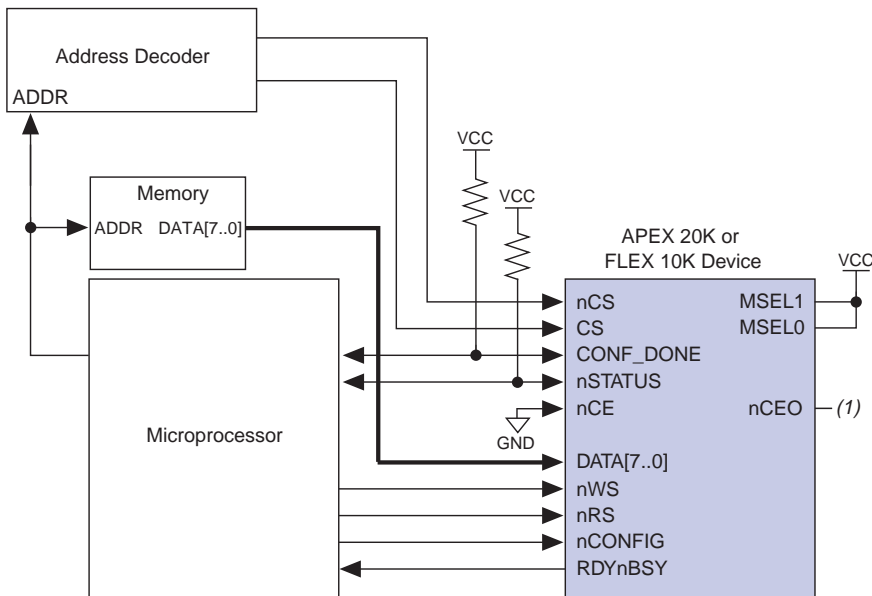 Address Decoder
ADDR
VCC
VCC
Memory
ADDR DATA[7..0]
APEX 20K or
FLEX 10K Device
VCC
nCS
MSEL1
CS
MSEL0
CONF_DONE
nSTATUS
nCE
nCEO
(1)
GND
Microprocessor
DATA[7..0]
nWS
nRS
nCONFIG
RDYnBSY